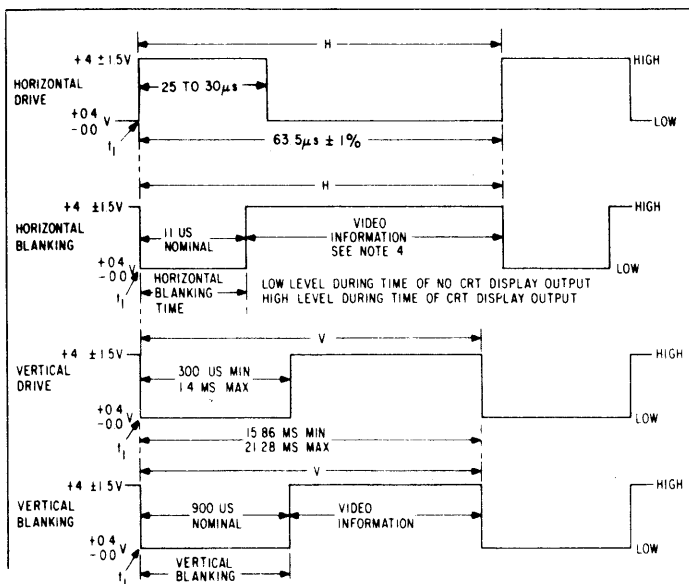 H
+4 ±1.5V
HIGH
HORIZONTAL
DRIVE
25 TO 30µs
+0.4
-0.0 V
t1
LOW
63.5µs ± 1%
H
+4 ±1.5V
HIGH
HORIZONTAL
BLANKING
11 US
NOMINAL
VIDEO
INFORMATION
SEE NOTE 4
+0.4
-0.0 V
t1
LOW
HORIZONTAL
BLANKING
TIME
LOW LEVEL DURING TIME OF NO CRT DISPLAY OUTPUT
HIGH LEVEL DURING TIME OF CRT DISPLAY OUTPUT
V
+4 ±1.5V
HIGH
VERTICAL
DRIVE
300 US MIN
1.4 MS MAX
+0.4
-0.0 V
t1
LOW
15.86 MS MIN
21.28 MS MAX
V
+4 ±1.5V
HIGH
VERTICAL
BLANKING
900 US
NOMINAL
VIDEO
INFORMATION
+0.4
-0.0 V
t1
LOW
VERTICAL
BLANKING